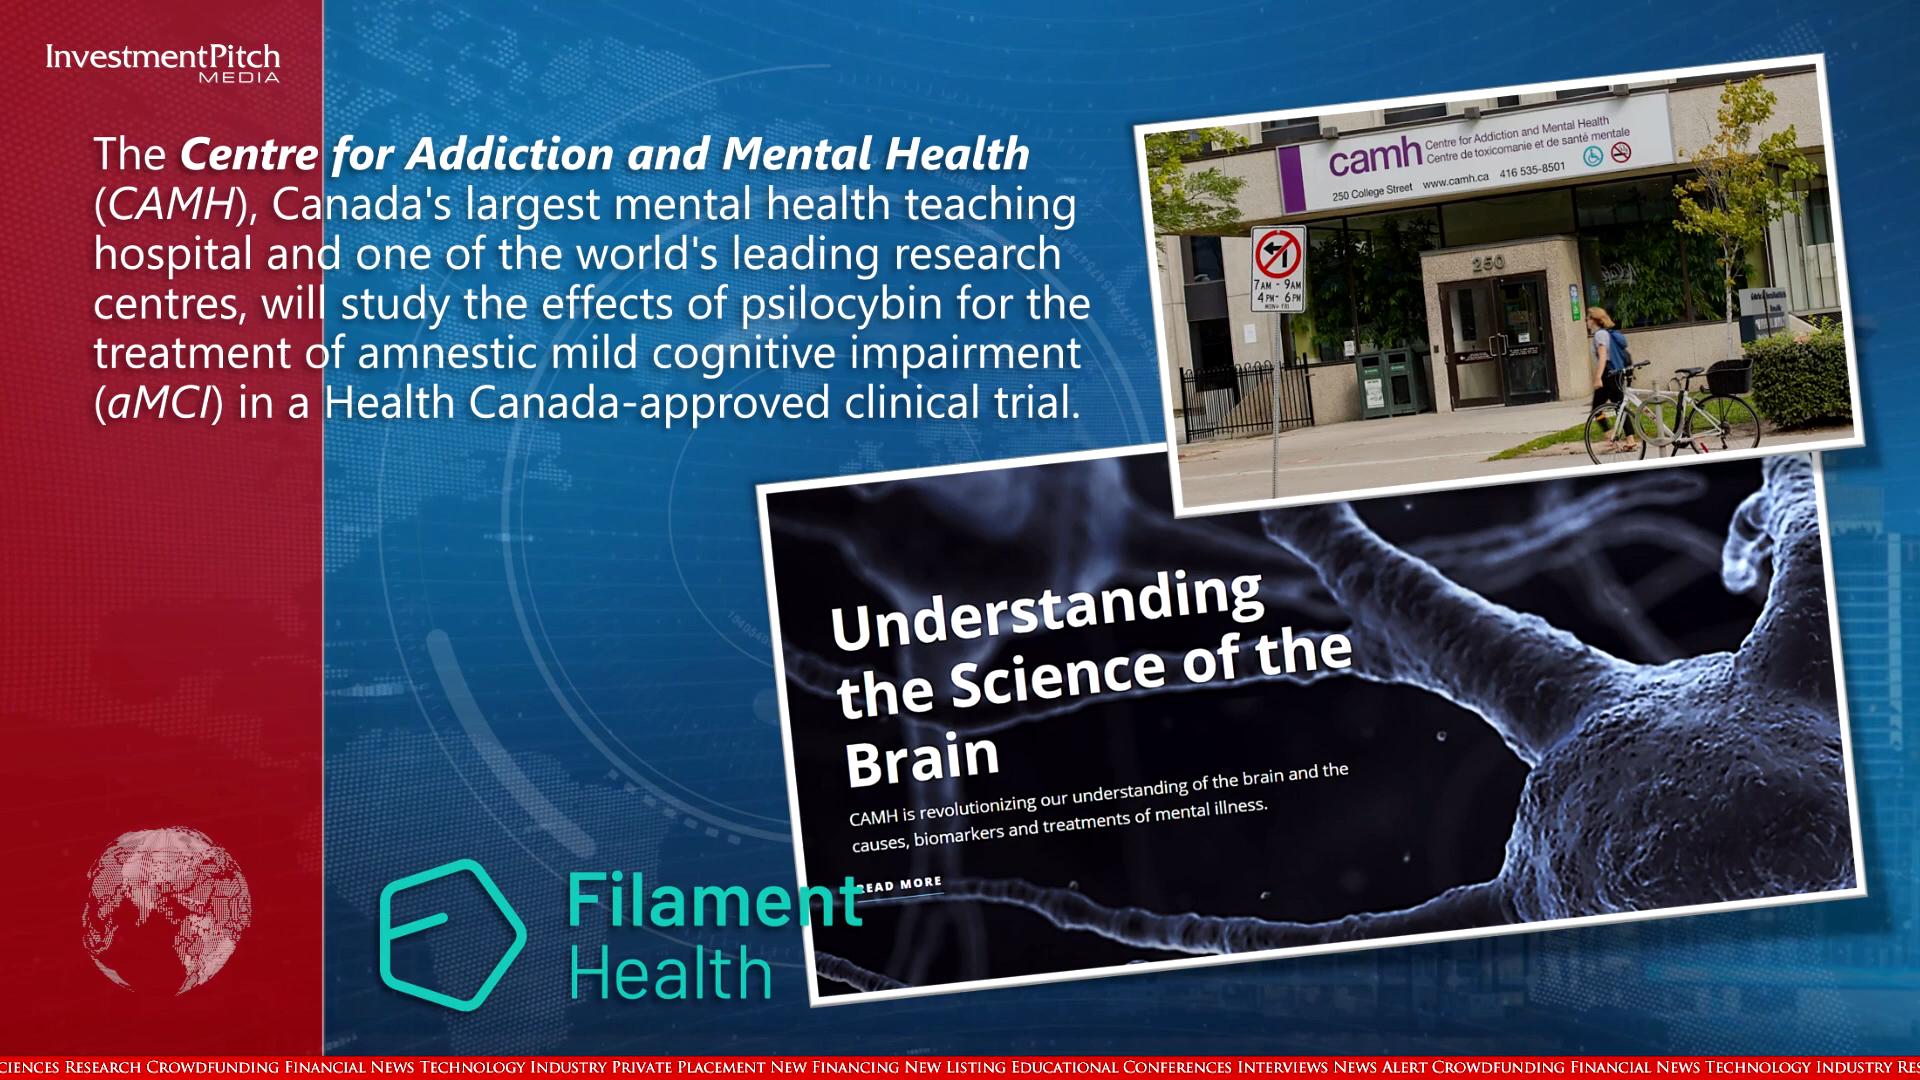 InvestmentPitch
MEDIA
The Centre for Addiction and Mental Health
(CAMH), Canada's largest mental health teaching
hospital and one of the world's leading research
centres, will study the effects of psilocybin for the
treatment of amnestic mild cognitive impairment
(aMCI) in a Health Canada-approved clinical trial.
camh Centre for Addiction and Mental Health
Centre de toxicomanie et de santé mentale
250 College Street www.camh.ca 416 535-8501
250
7AM - 9AM
4PM - 6PM
Understanding
the Science of the
Brain
CAMH is revolutionizing our understanding of the brain and the
causes, biomarkers and treatments of mental illness.
READ MORE
Filament
Health
CIENCES RESEARCH CROWDFUNDING FINANCIAL NEWS TECHNOLOGY INDUSTRY PRIVATE PLACEMENT NEW FINANCING NEW LISTING EDUCATIONAL CONFERENCES INTERVIEWS NEWS ALERT CROWDFUNDING FINANCIAL NEWS TECHNOLOGY INDUSTRY RES